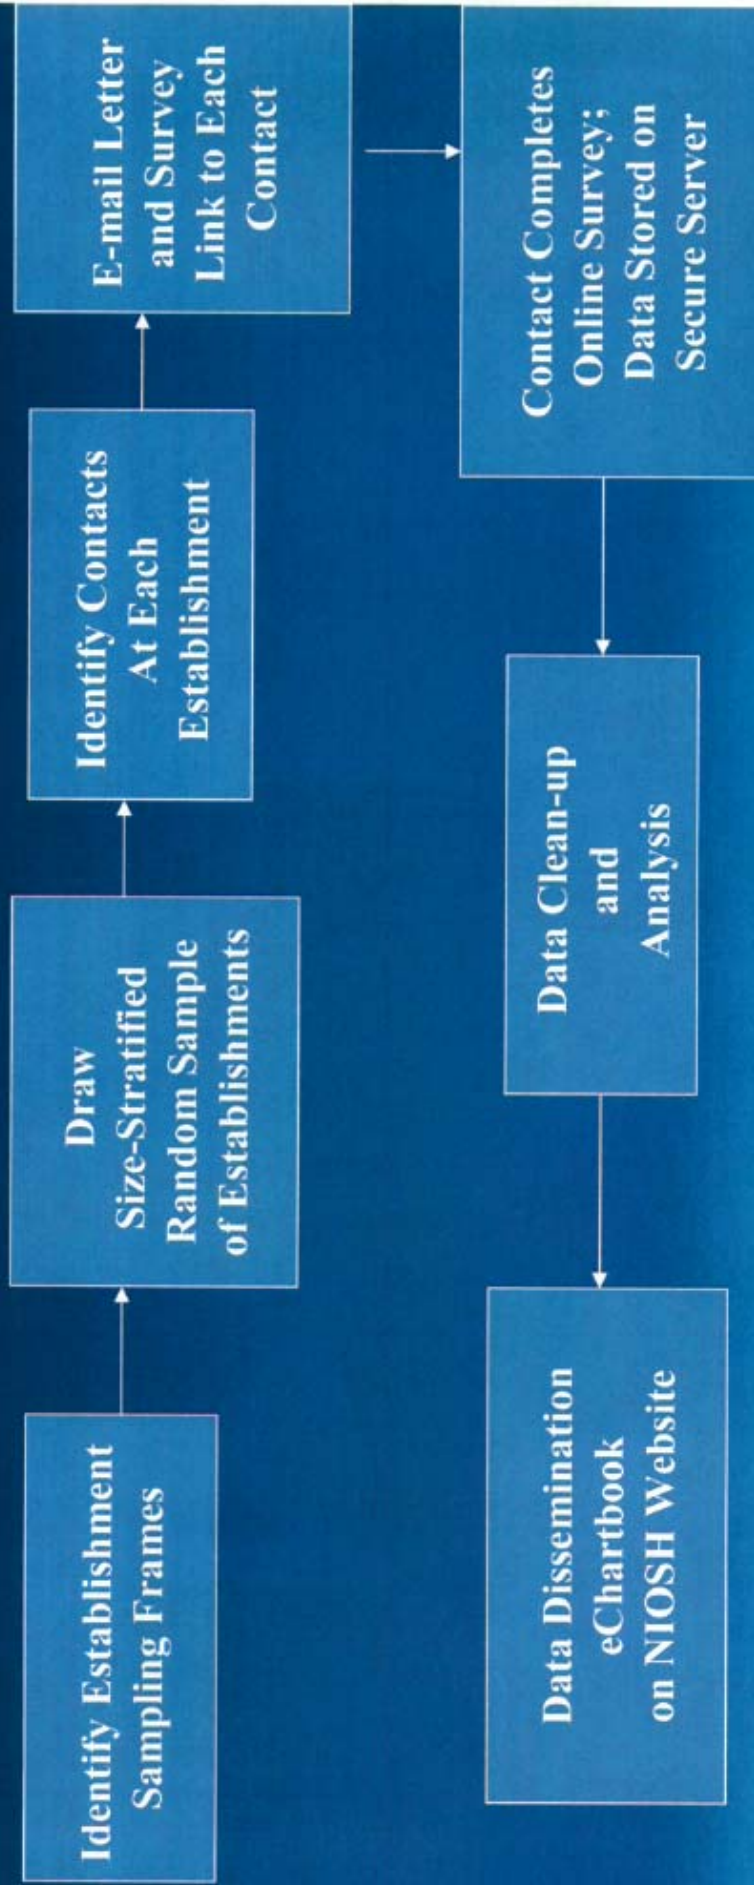 Identify Establishment
Sampling Frames
Draw
Size-Stratified
Random Sample
of Establishments
Identify Contacts
At Each
Establishment
E-mail Letter
and Survey
Link to Each
Contact
Contact Completes
Online Survey;
Data Stored on
Secure Server
Data Clean-up
and
Analysis
Data Dissemination
eChartbook
on NIOSH Website